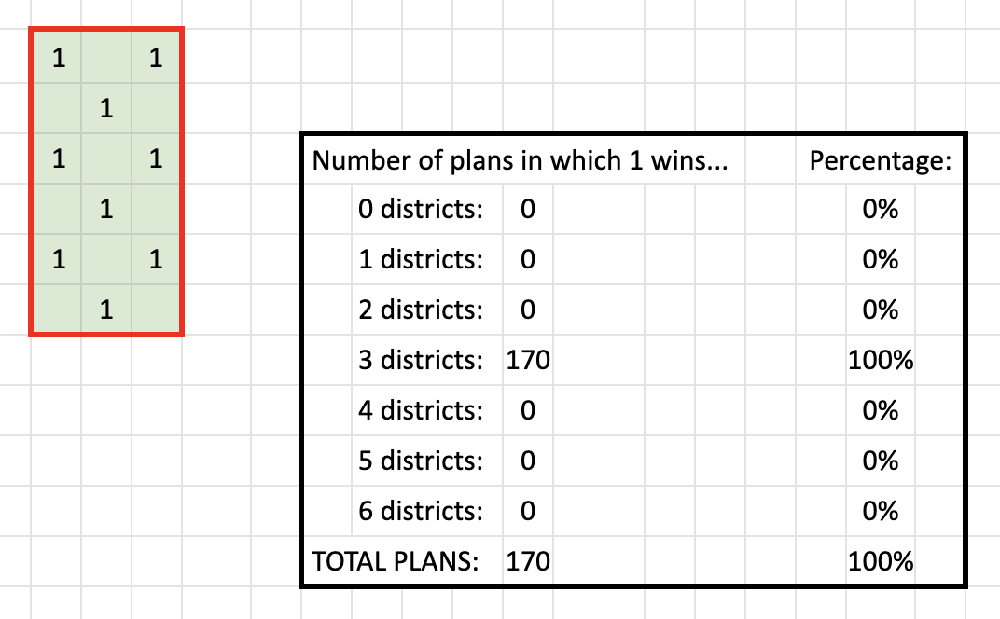 1 1
1
1 1
1
1 1
1
Number of plans in which 1 wins... Percentage:
0 districts: 0 0%
1 districts: 0 0%
2 districts: 0 0%
3 districts: 170 100%
4 districts: 0 0%
5 districts: 0 0%
6 districts: 0 0%
TOTAL PLANS: 170 100%